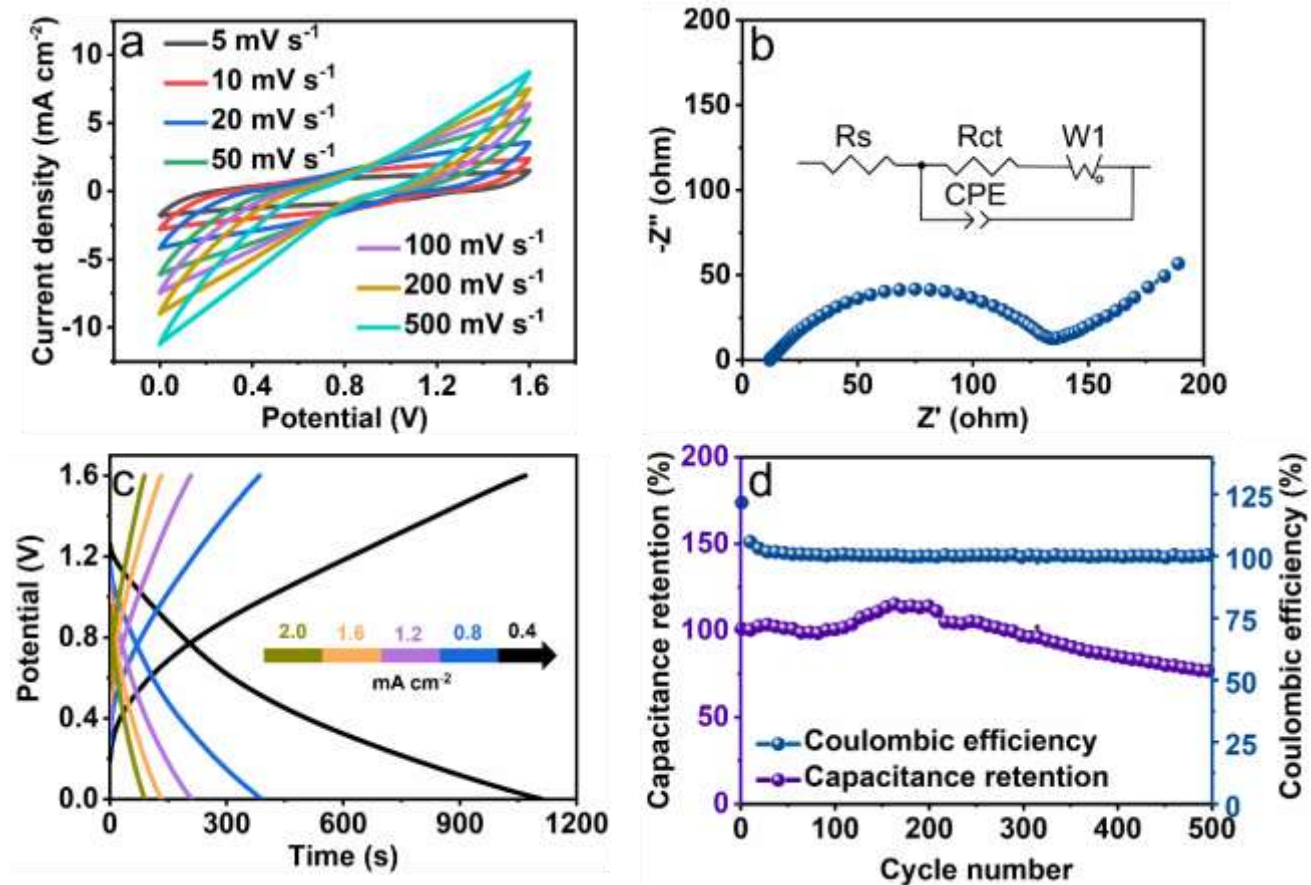 a
5 mV s⁻¹
10 mV s⁻¹
20 mV s⁻¹
50 mV s⁻¹
100 mV s⁻¹
200 mV s⁻¹
500 mV s⁻¹
10
5
0
-5
-10
Current density (mA cm⁻²)
0.0 0.4 0.8 1.2 1.6
Potential (V)
b
200
150
100
50
0
-Z" (ohm)
Rs Rct W1
CPE
0 50 100 150 200
Z' (ohm)
c
1.6
1.2
0.8
0.4
0.0
Potential (V)
2.0 1.6 1.2 0.8 0.4
mA cm⁻²
0 300 600 900 1200
Time (s)
d
200
150
100
50
0
Capacitance retention (%)
125
100
75
50
25
0
Coulombic efficiency (%)
Coulombic efficiency
Capacitance retention
0 100 200 300 400 500
Cycle number